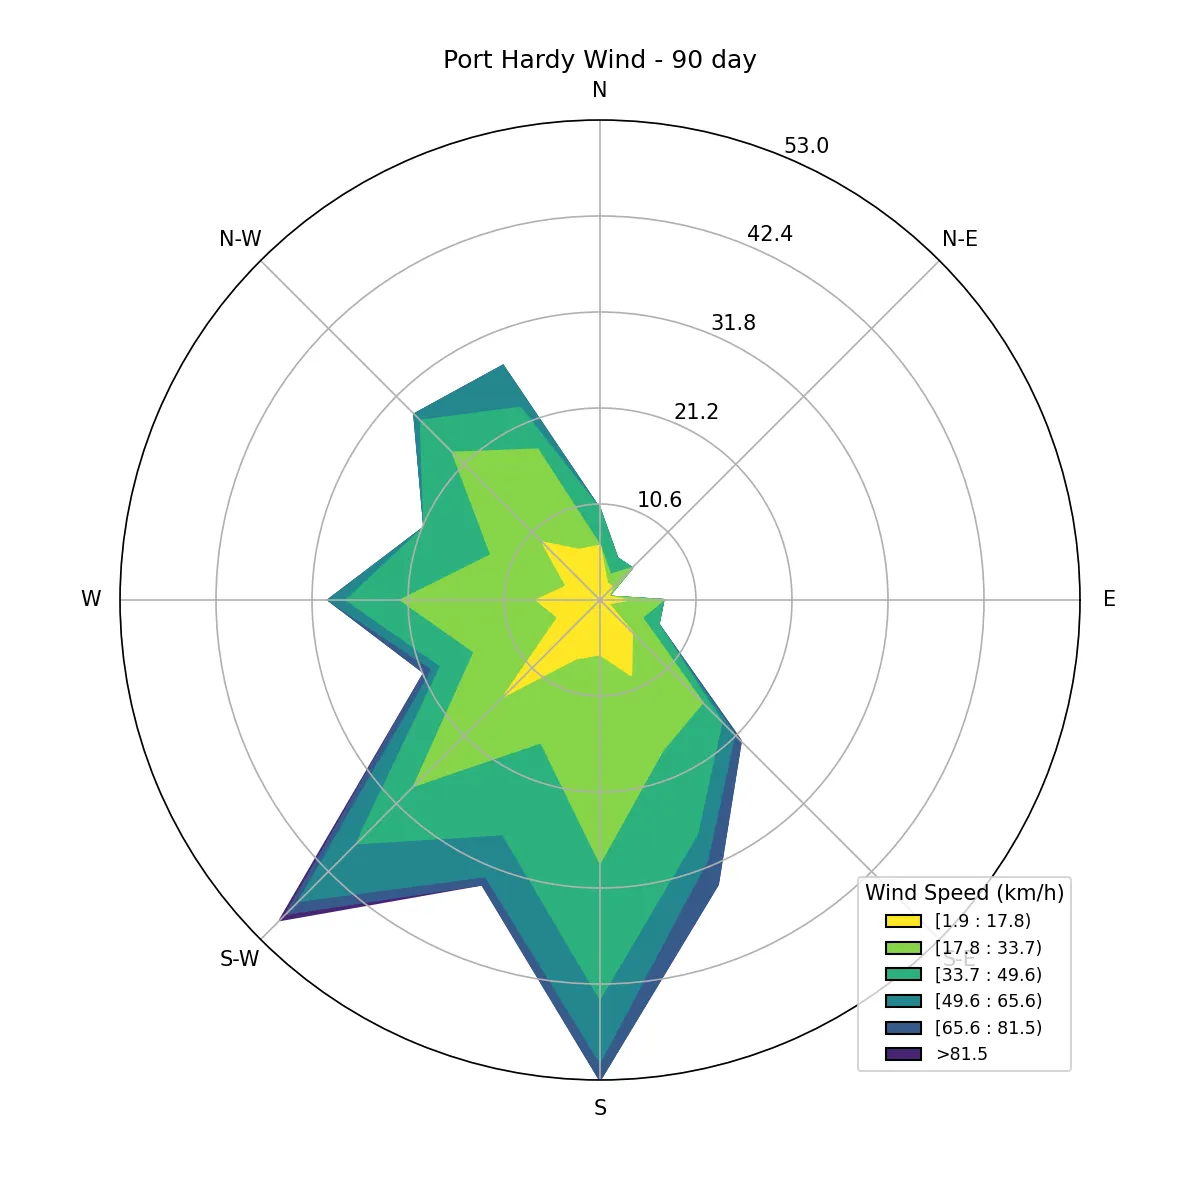 Port Hardy Wind - 90 day
N
53.0
N-W
42.4
N-E
31.8
21.2
10.6
W
E
S-W
S-E
S
Wind Speed (km/h)
[1.9 : 17.8)
[17.8 : 33.7)
[33.7 : 49.6)
[49.6 : 65.6)
[65.6 : 81.5)
>81.5